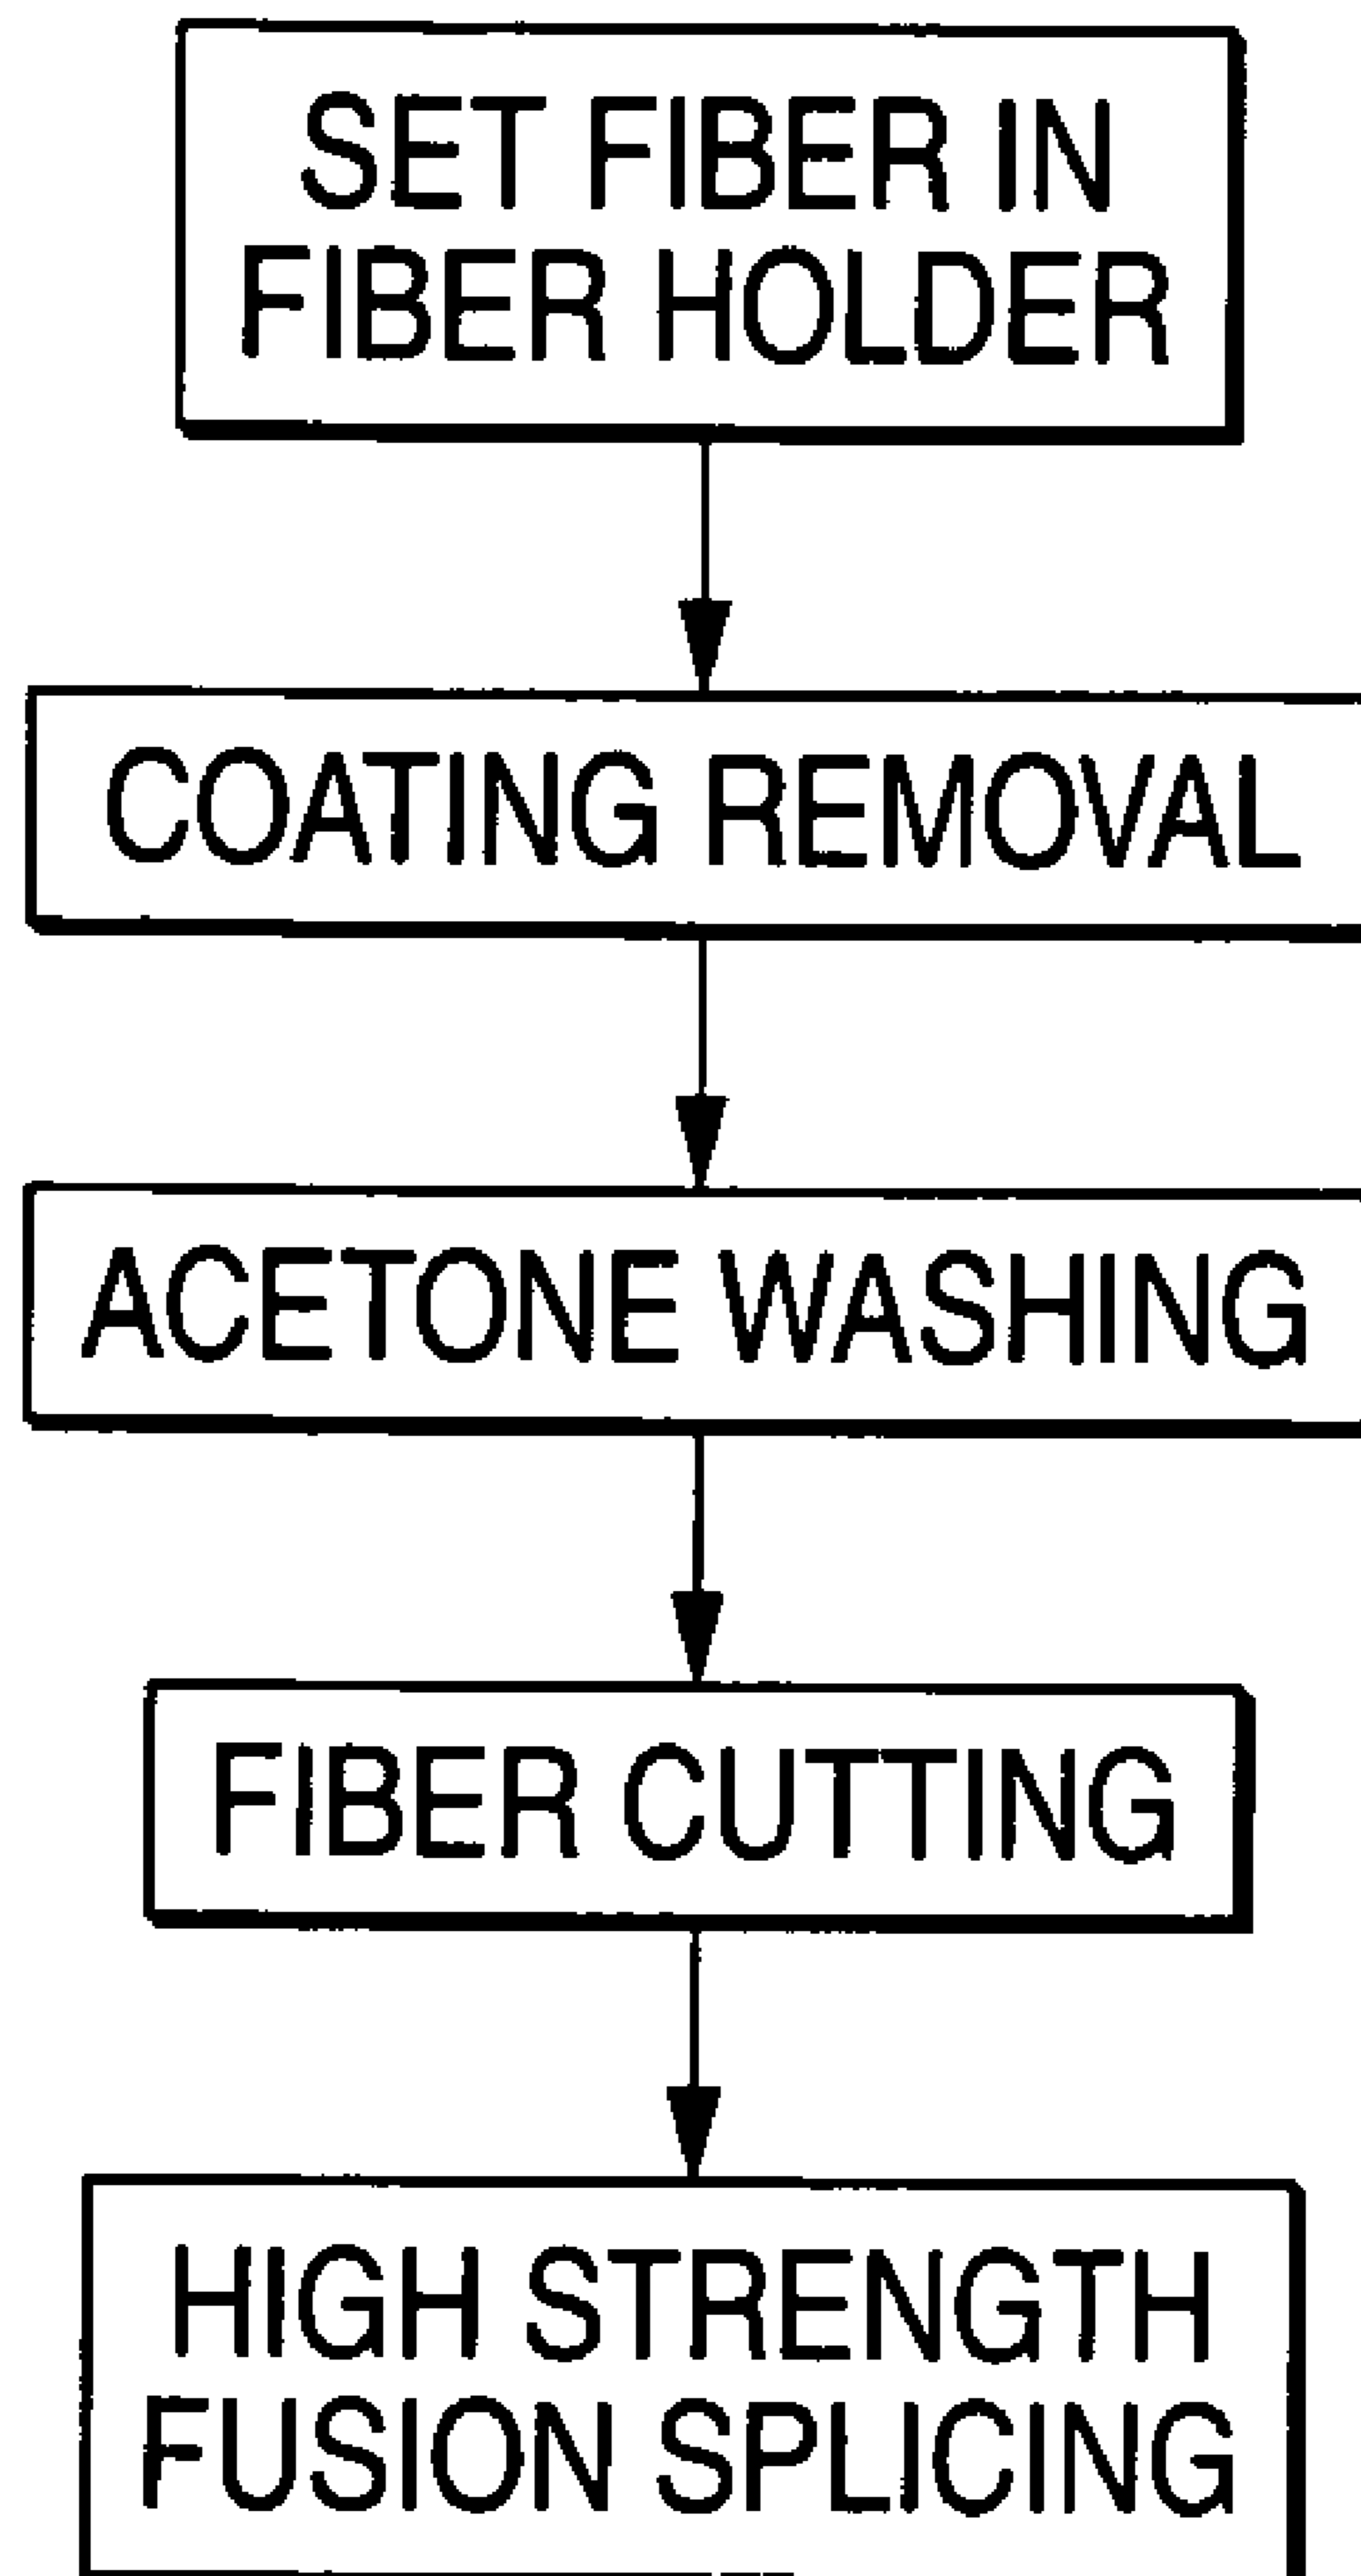 SET FIBER IN
FIBER HOLDER
COATING REMOVAL
ACETONE WASHING
FIBER CUTTING
HIGH STRENGTH
FUSION SPLICING